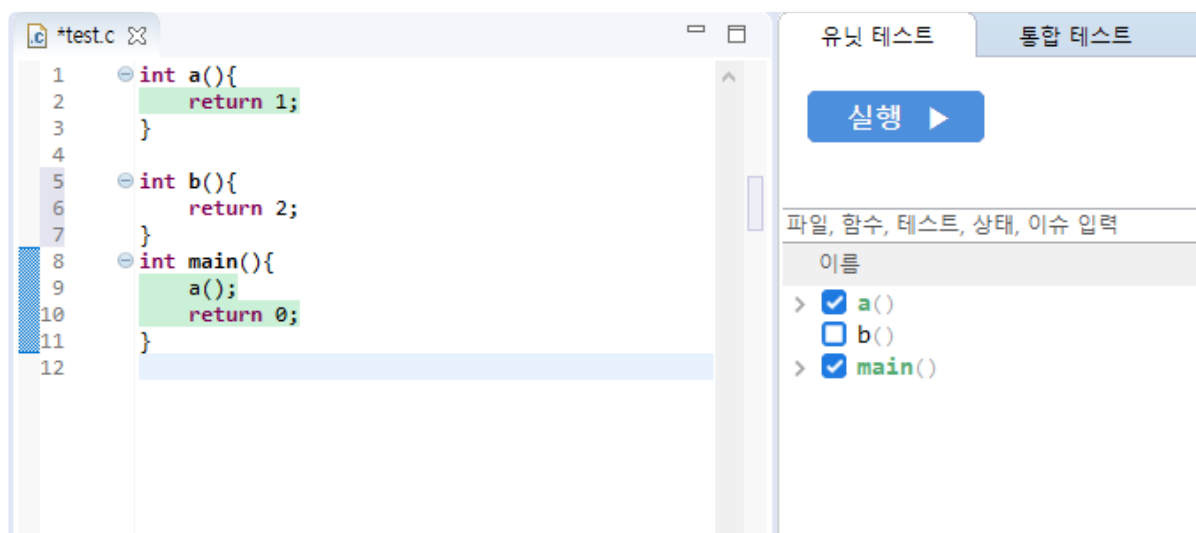 *test.c
1 int a(){
2 return 1;
3 }
4
5 int b(){
6 return 2;
7 }
8 int main(){
9 a();
10 return 0;
11 }
12
유닛 테스트 통합 테스트
실행
파일, 함수, 테스트, 상태, 이슈 입력
이름
a()
b()
main()